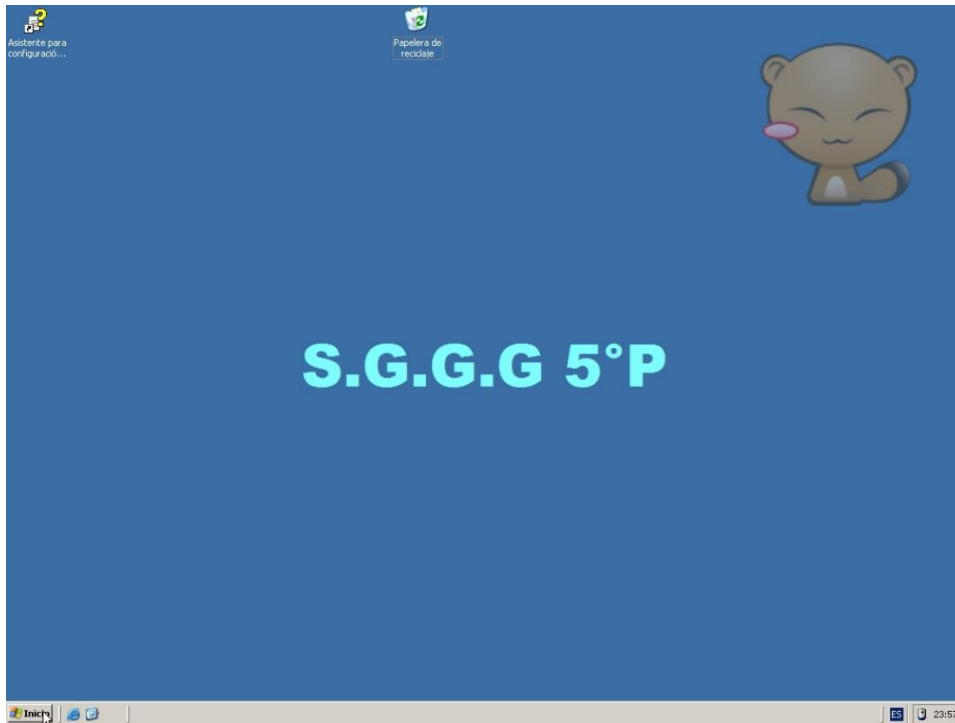 Asistente para
configuració...
Papelera de
reciclaje
S.G.G.G 5°P
Inicio
ES
23:57